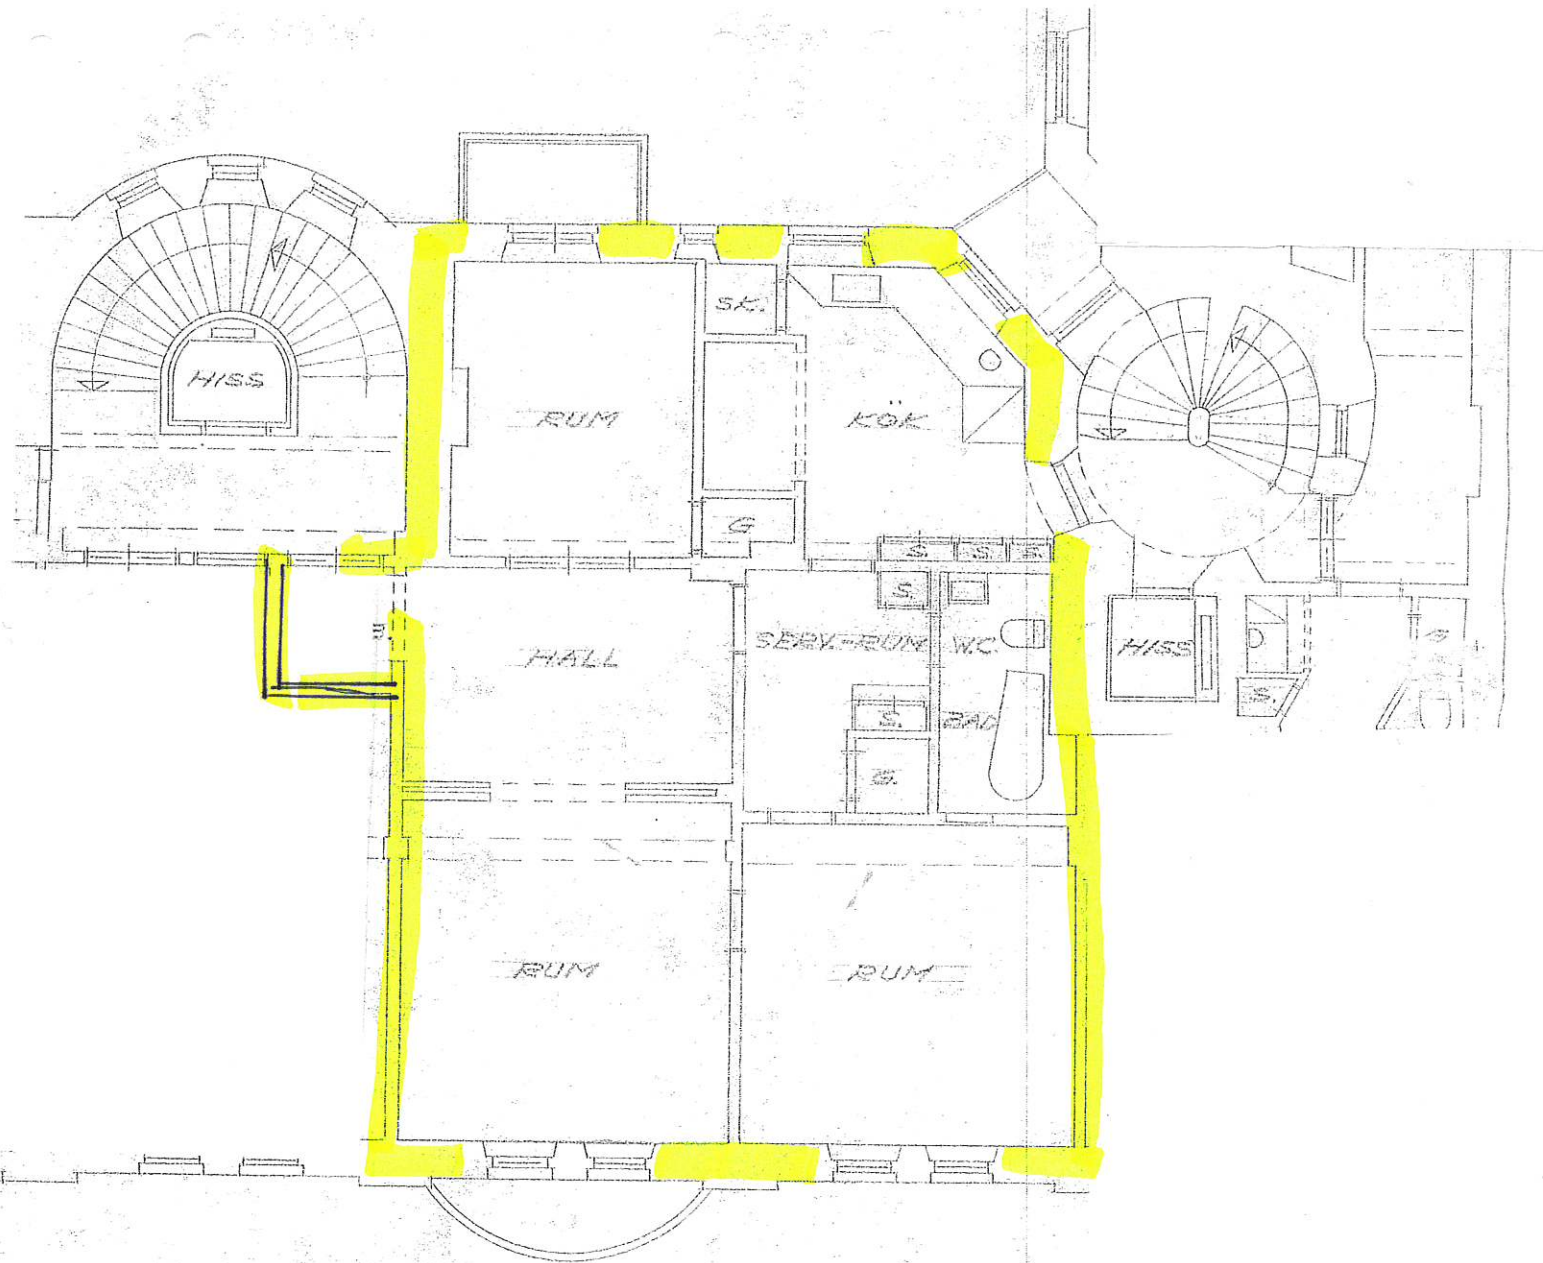 SK.
HISS
RUM
KÖK
G
S. S. S.
S.
HALL
SERV.-RUM
W.C.
HISS
S.
S.
BAD
G.
RUM
RUM